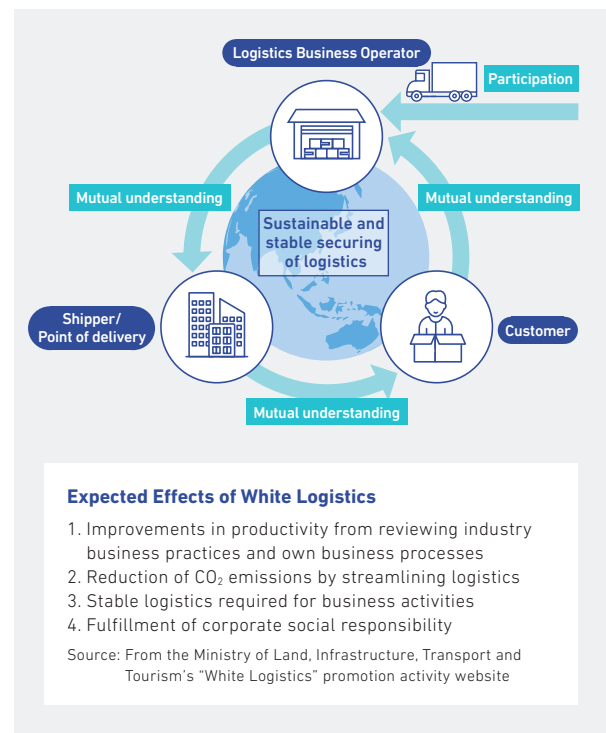 Logistics Business Operator
Participation
Mutual understanding
Mutual understanding
Sustainable and
stable securing
of logistics
Shipper/
Point of delivery
Customer
Mutual understanding
Expected Effects of White Logistics
1. Improvements in productivity from reviewing industry
business practices and own business processes
2. Reduction of CO₂ emissions by streamlining logistics
3. Stable logistics required for business activities
4. Fulfillment of corporate social responsibility
Source: From the Ministry of Land, Infrastructure, Transport and
Tourism’s “White Logistics” promotion activity website